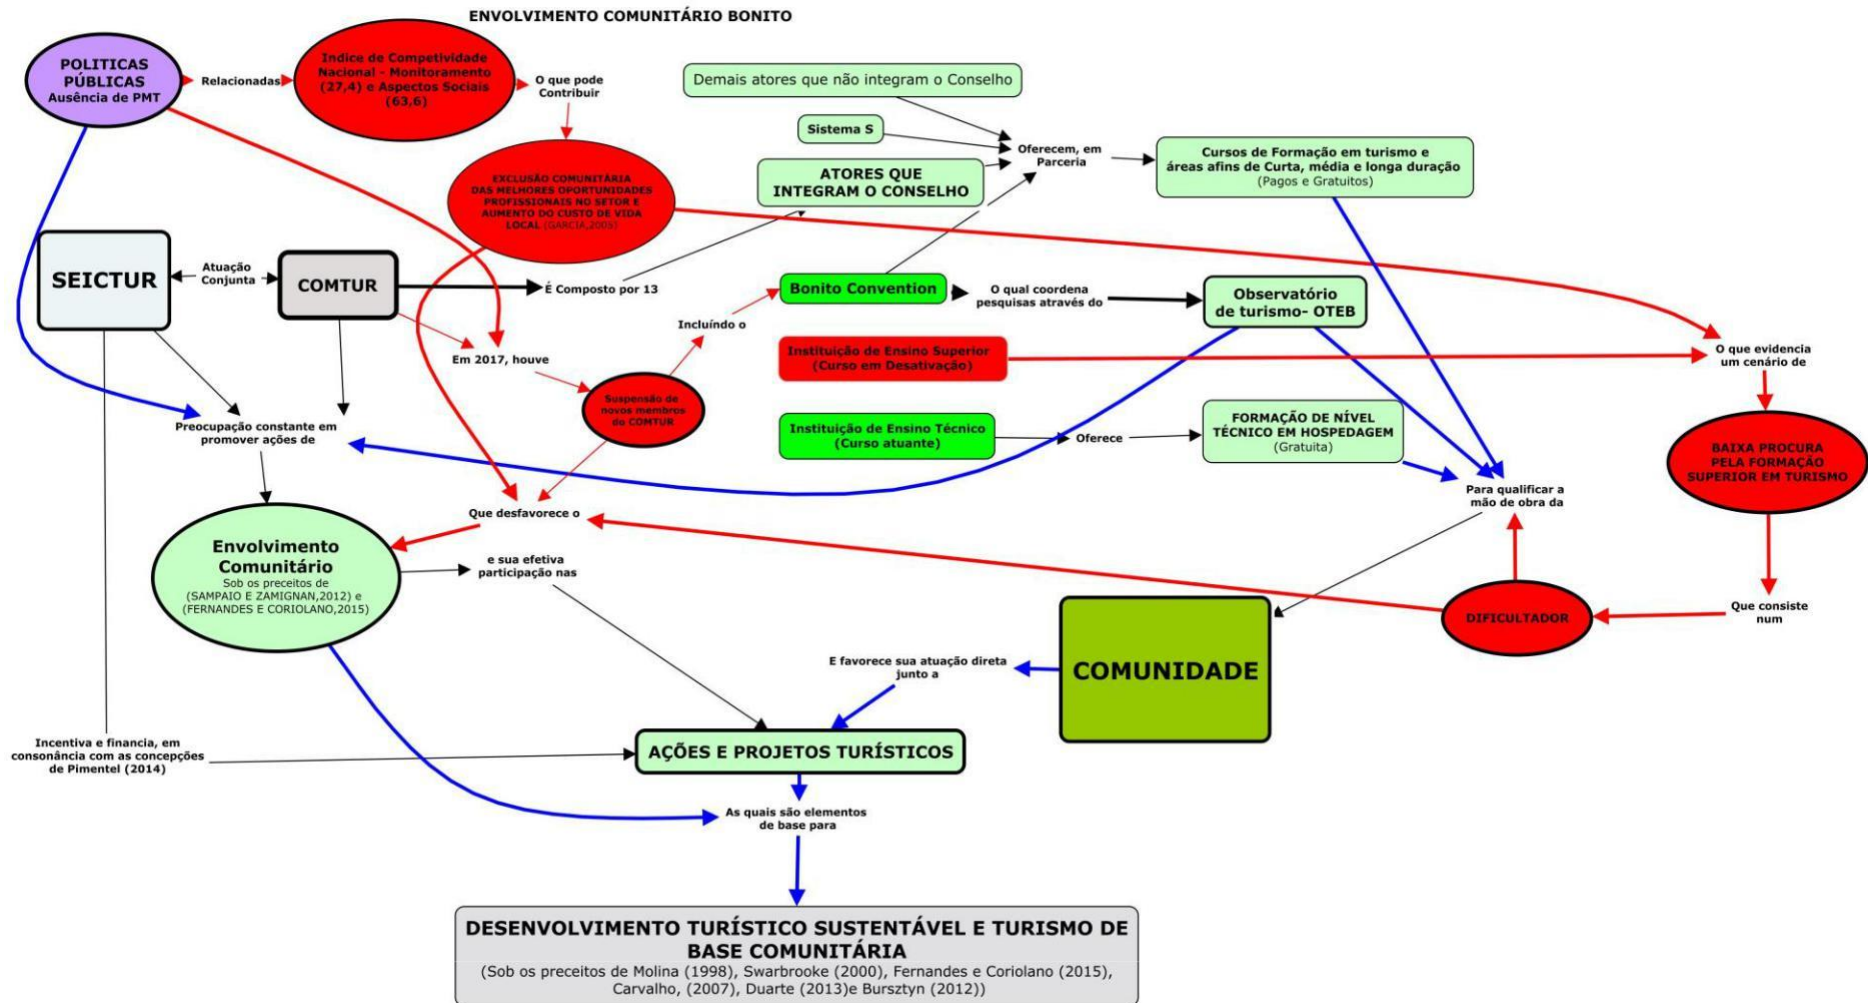 ENVOLVIMENTO COMUNITÁRIO BONITO
POLITICAS
PÚBLICAS
Ausência de PMT
Relacionadas
Indice de Competividade
Nacional - Monitoramento
(27,4) e Aspectos Sociais
(63,6)
O que pode
Contribuir
Demais atores que não integram o Conselho
Sistema S
Oferecem, em
Parceria
Cursos de Formação em turismo e
áreas afins de Curta, média e longa duração
(Pagos e Gratuitos)
ATORES QUE
INTEGRAM O CONSELHO
EXCLUSÃO COMUNITÁRIA
DAS MELHORES OPORTUNIDADES
PROFISSIONAIS NO SETOR E
AUMENTO DO CUSTO DE VIDA
LOCAL (GARCIA,2005)
SEICTUR
Atuação
Conjunta
COMTUR
É Composto por 13
Bonito Convention
O qual coordena
pesquisas através do
Observatório
de turismo- OTEB
Incluíndo o
Em 2017, houve
Instituição de Ensino Superior
(Curso em Desativação)
O que evidencia
um cenário de
Suspensão de
novos membros
do COMTUR
Preocupação constante em
promover ações de
Instituição de Ensino Técnico
(Curso atuante)
Oferece
FORMAÇÃO DE NÍVEL
TÉCNICO EM HOSPEDAGEM
(Gratuita)
BAIXA PROCURA
PELA FORMAÇÃO
SUPERIOR EM TURISMO
Para qualificar a
mão de obra da
Que desfavorece o
Envolvimento
Comunitário
Sob os preceitos de
(SAMPAIO E ZAMIGNAN,2012) e
(FERNANDES E CORIOLANO,2015)
e sua efetiva
participação nas
DIFICULTADOR
Que consiste
num
E favorece sua atuação direta
junto a
COMUNIDADE
Incentiva e financia, em
consonância com as concepções
de Pimentel (2014)
AÇÕES E PROJETOS TURÍSTICOS
As quais são elementos
de base para
DESENVOLVIMENTO TURÍSTICO SUSTENTÁVEL E TURISMO DE
BASE COMUNITÁRIA
(Sob os preceitos de Molina (1998), Swarbrooke (2000), Fernandes e Coriolano (2015),
Carvalho, (2007), Duarte (2013)e Bursztyn (2012))